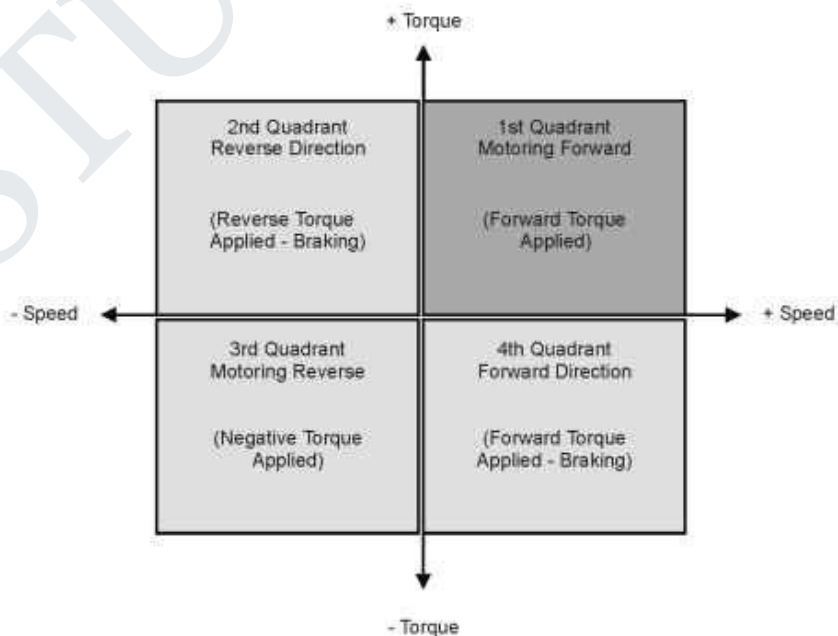 + Torque
2nd Quadrant
Reverse Direction
(Reverse Torque
Applied - Braking)
1st Quadrant
Motoring Forward
(Forward Torque
Applied)
- Speed
+ Speed
3rd Quadrant
Motoring Reverse
(Negative Torque
Applied)
4th Quadrant
Forward Direction
(Forward Torque
Applied - Braking)
- Torque
STU